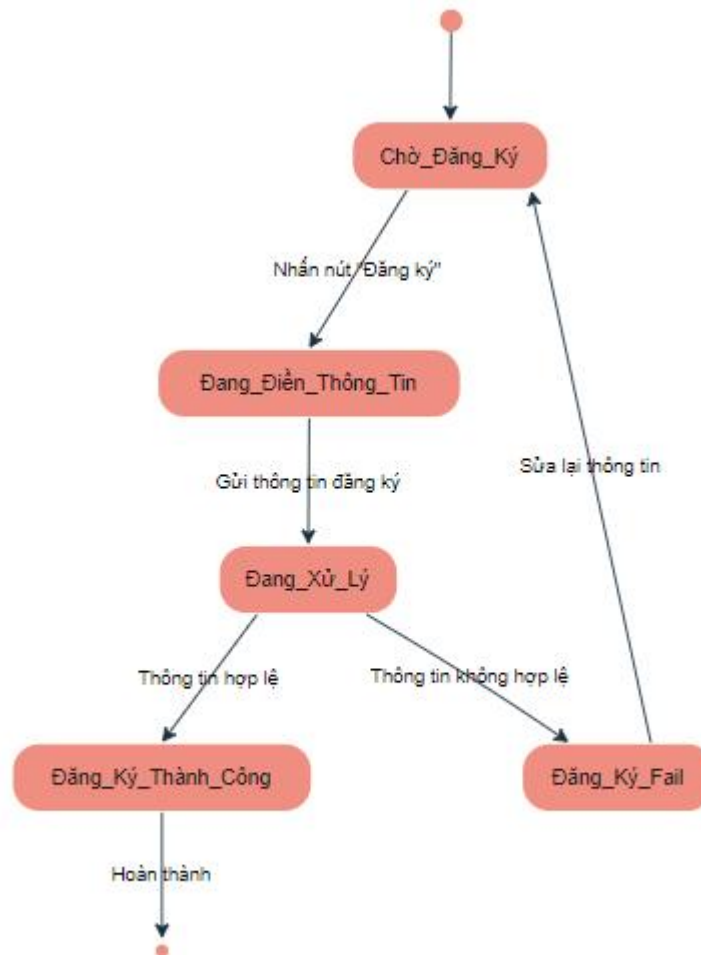 Chờ_Đăng_Ký
Nhấn nút "Đăng ký"
Đang_Điền_Thông_Tin
Sửa lại thông tin
Gửi thông tin đăng ký
Đang_Xử_Lý
Thông tin hợp lệ
Thông tin không hợp lệ
Đăng_Ký_Thành_Công
Đăng_Ký_Fail
Hoàn thành